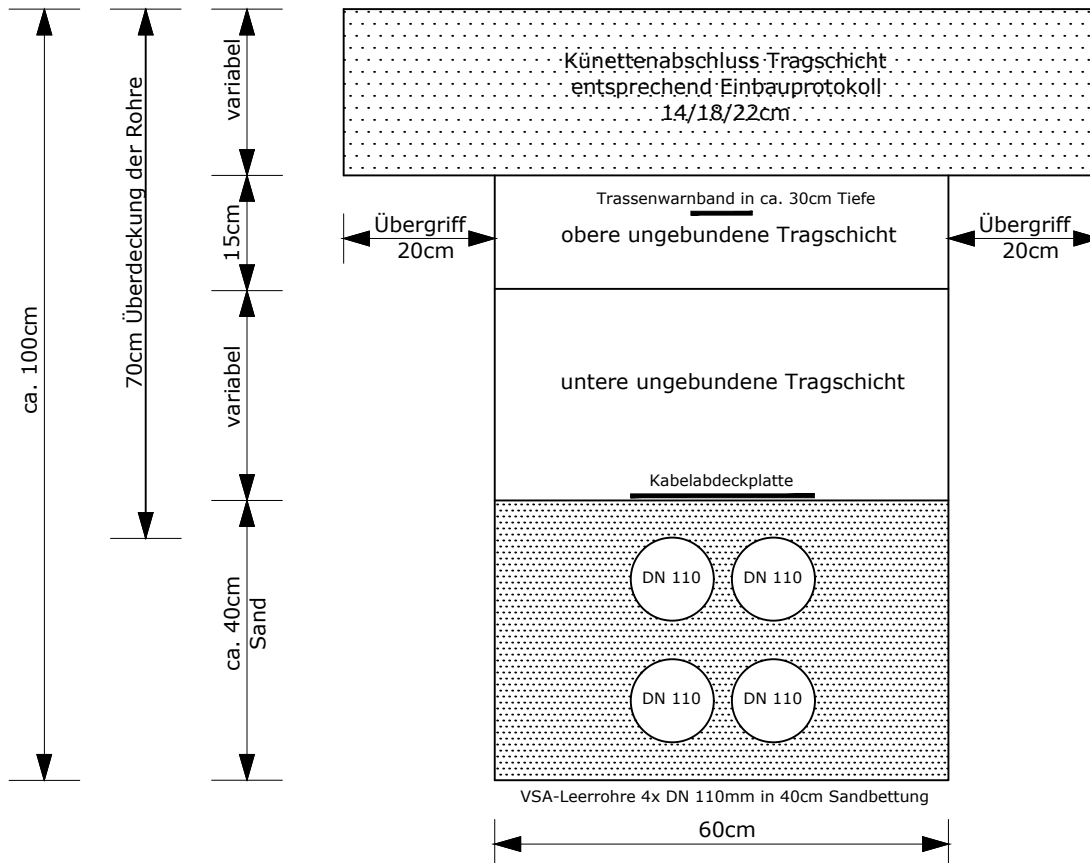 ca. 100cm
70cm Überdeckung der Rohre
variabel
15cm
variabel
ca. 40cm
Sand
Künettenabschluss Tragschicht
entsprechend Einbauprotokoll
14/18/22cm
Übergriff
20cm
Trassenwarnband in ca. 30cm Tiefe
obere ungebundene Tragschicht
Übergriff
20cm
untere ungebundene Tragschicht
Kabelabdeckplatte
DN 110
DN 110
DN 110
DN 110
VSA-Leerrohre 4x DN 110mm in 40cm Sandbettung
60cm